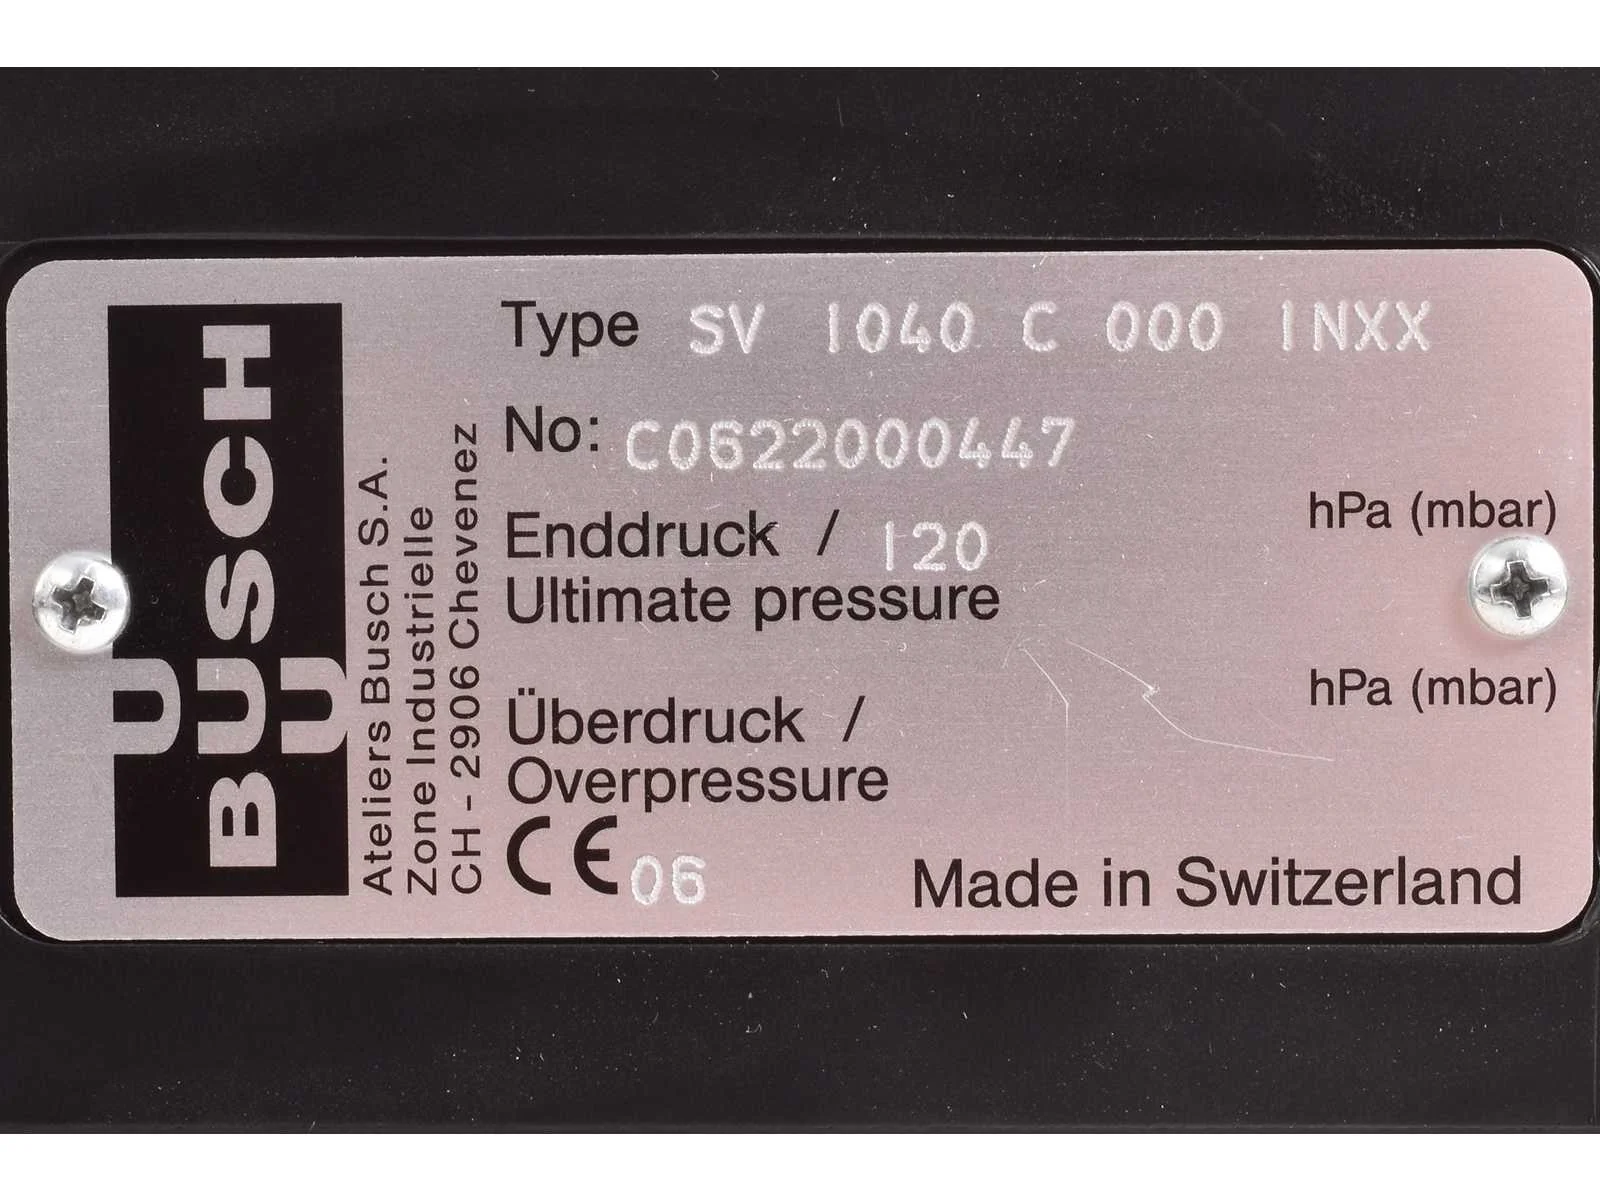 BUSCH
Ateliers Busch S.A.
Zone Industrielle
CH - 2906 Chevenez
Type SV 1040 C 000 INXX
No: C0622000447
Enddruck / 120 hPa (mbar)
Ultimate pressure
Überdruck / hPa (mbar)
Overpressure
CE 06 Made in Switzerland